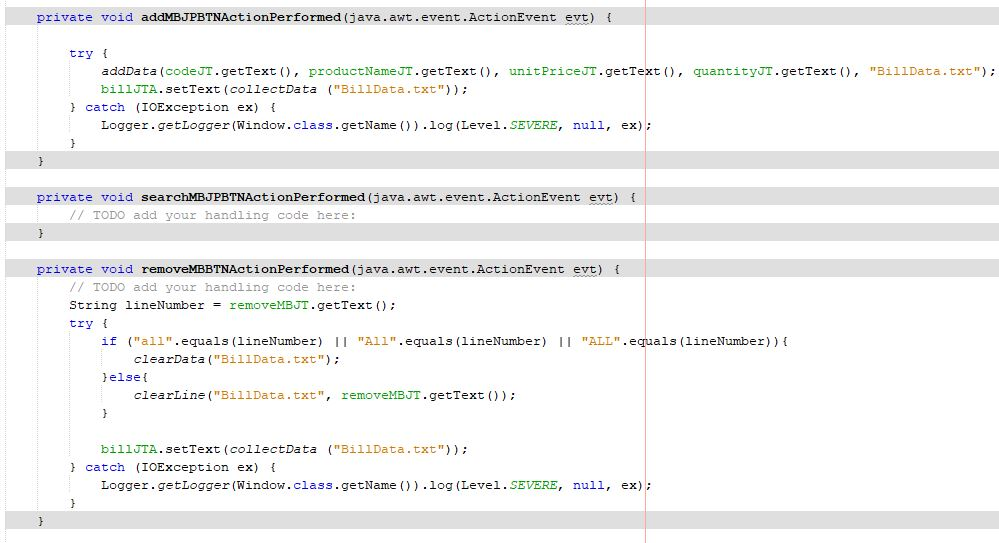 private void addMBJPBTNActionPerformed(java.awt.event.ActionEvent evt) {
try {
addData(codeJT.getText(), productNameJT.getText(), unitPriceJT.getText(), quantityJT.getText(), "BillData.txt");
billJTA.setText(collectData ("BillData.txt"));
} catch (IOException ex) {
Logger.getLogger(Window.class.getName()).log(Level.SEVERE, null, ex);
}
}
private void searchMBJPBTNActionPerformed(java.awt.event.ActionEvent evt) {
// TODO add your handling code here:
}
private void removeMBBTNActionPerformed(java.awt.event.ActionEvent evt) {
// TODO add your handling code here:
String lineNumber = removeMBJT.getText();
try {
if ("all".equals(lineNumber) || "All".equals(lineNumber) || "ALL".equals(lineNumber)){
clearData("BillData.txt");
}else{
clearLine("BillData.txt", removeMBJT.getText());
}
billJTA.setText(collectData ("BillData.txt"));
} catch (IOException ex) {
Logger.getLogger(Window.class.getName()).log(Level.SEVERE, null, ex);
}
}